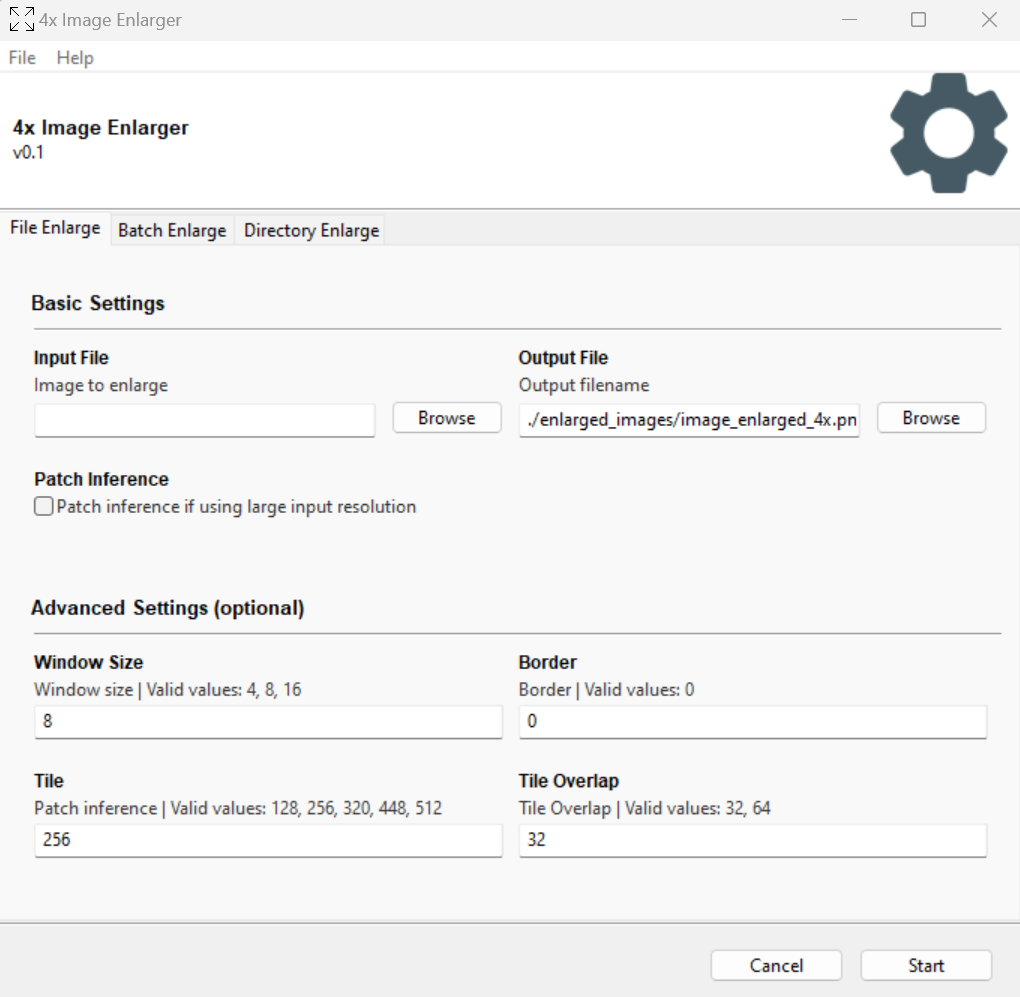 4x Image Enlarger
File Help
4x Image Enlarger
v0.1
File Enlarge Batch Enlarge Directory Enlarge
Basic Settings
Input File
Image to enlarge
Browse
Output File
Output filename
./enlarged_images/image_enlarged_4x.pn
Browse
Patch Inference
Patch inference if using large input resolution
Advanced Settings (optional)
Window Size
Window size | Valid values: 4, 8, 16
8
Border
Border | Valid values: 0
0
Tile
Patch inference | Valid values: 128, 256, 320, 448, 512
256
Tile Overlap
Tile Overlap | Valid values: 32, 64
32
Cancel Start